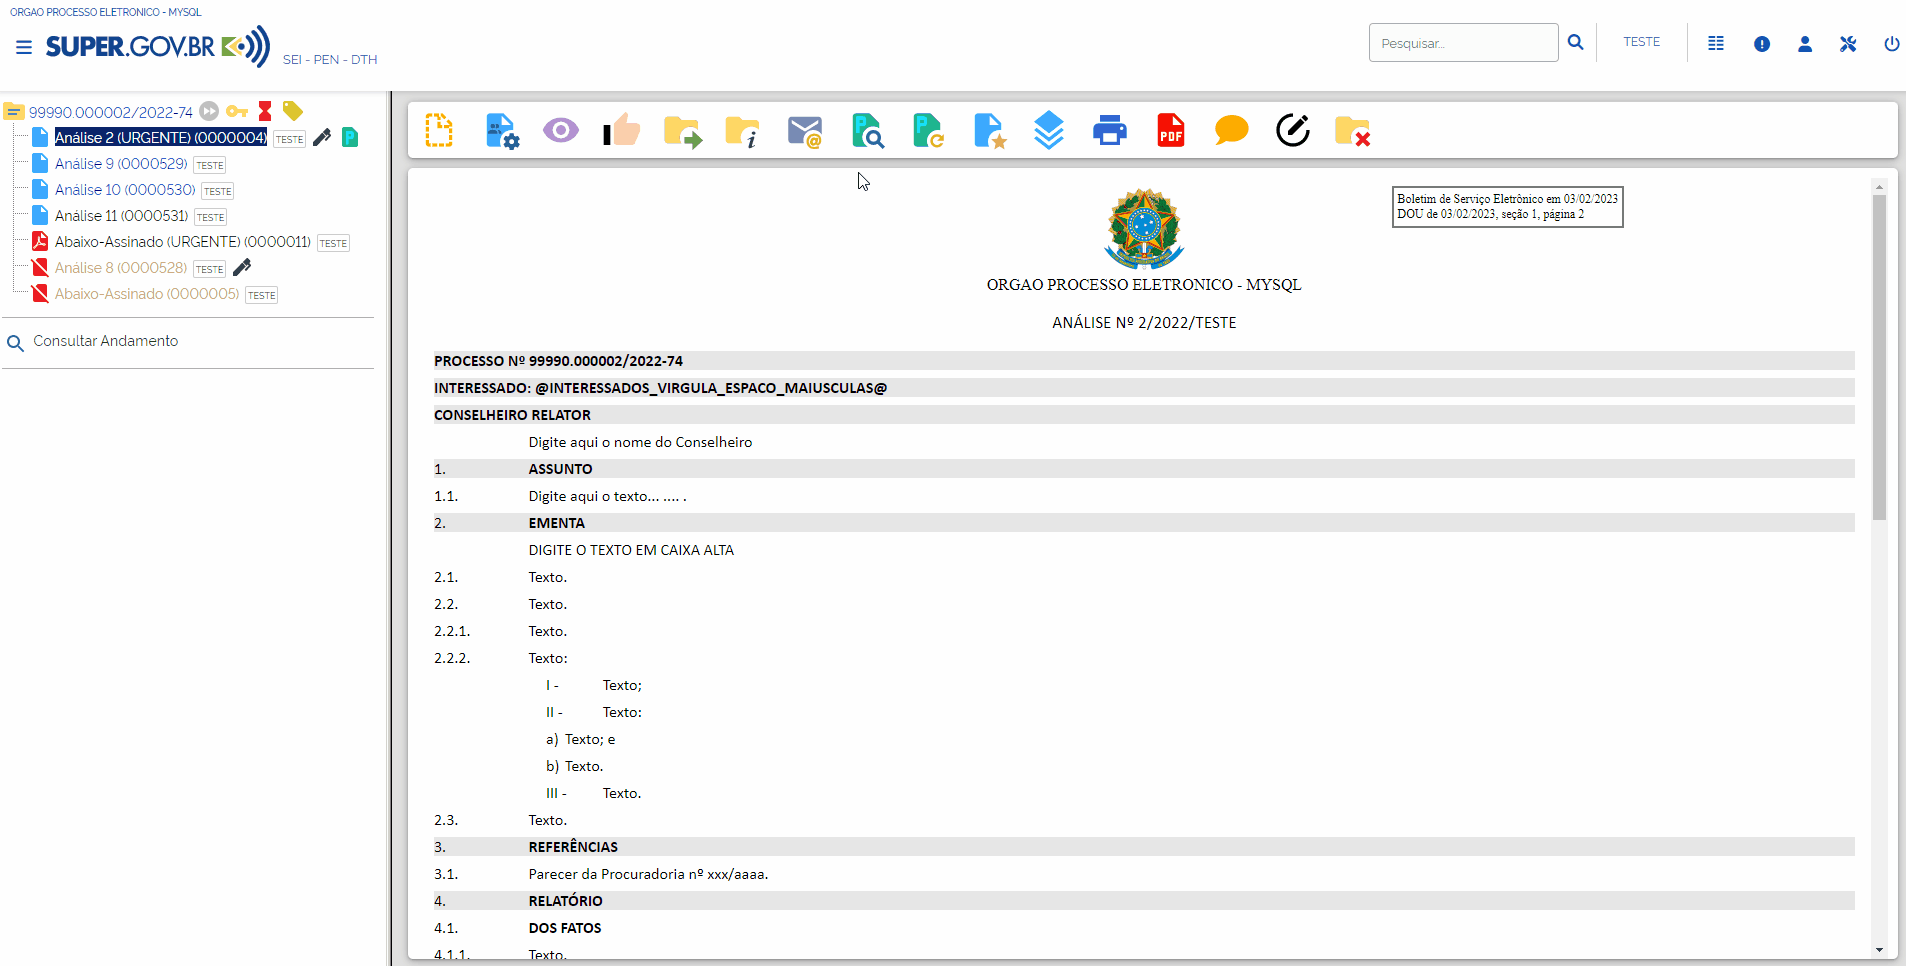 ORGAO PROCESSO ELETRONICO - MYSQL
SUPER.GOV.BR
SEI - PEN - DTH
Pesquisar...
TESTE
99990.000002/2022-74
Análise 2 (URGENTE) (0000004) TESTE
Análise 9 (0000529) TESTE
Análise 10 (0000530) TESTE
Análise 11 (0000531) TESTE
Abaixo-Assinado (URGENTE) (0000011) TESTE
Análise 8 (0000528) TESTE
Abaixo-Assinado (0000005) TESTE
Consultar Andamento
P
P
P
PDF
Boletim de Serviço Eletrônico em 03/02/2023
DOU de 03/02/2023, seção 1, página 2
ORGAO PROCESSO ELETRONICO - MYSQL
ANÁLISE Nº 2/2022/TESTE
PROCESSO Nº 99990.000002/2022-74
INTERESSADO: @INTERESSADOS_VIRGULA_ESPACO_MAIUSCULAS@
CONSELHEIRO RELATOR
Digite aqui o nome do Conselheiro
1. ASSUNTO
1.1. Digite aqui o texto... .... .
2. EMENTA
DIGITE O TEXTO EM CAIXA ALTA
2.1. Texto.
2.2. Texto.
2.2.1. Texto.
2.2.2. Texto:
I - Texto;
II - Texto:
a) Texto; e
b) Texto.
III - Texto.
2.3. Texto.
3. REFERÊNCIAS
3.1. Parecer da Procuradoria nº xxx/aaaa.
4. RELATÓRIO
4.1. DOS FATOS
4.1.1. Texto.